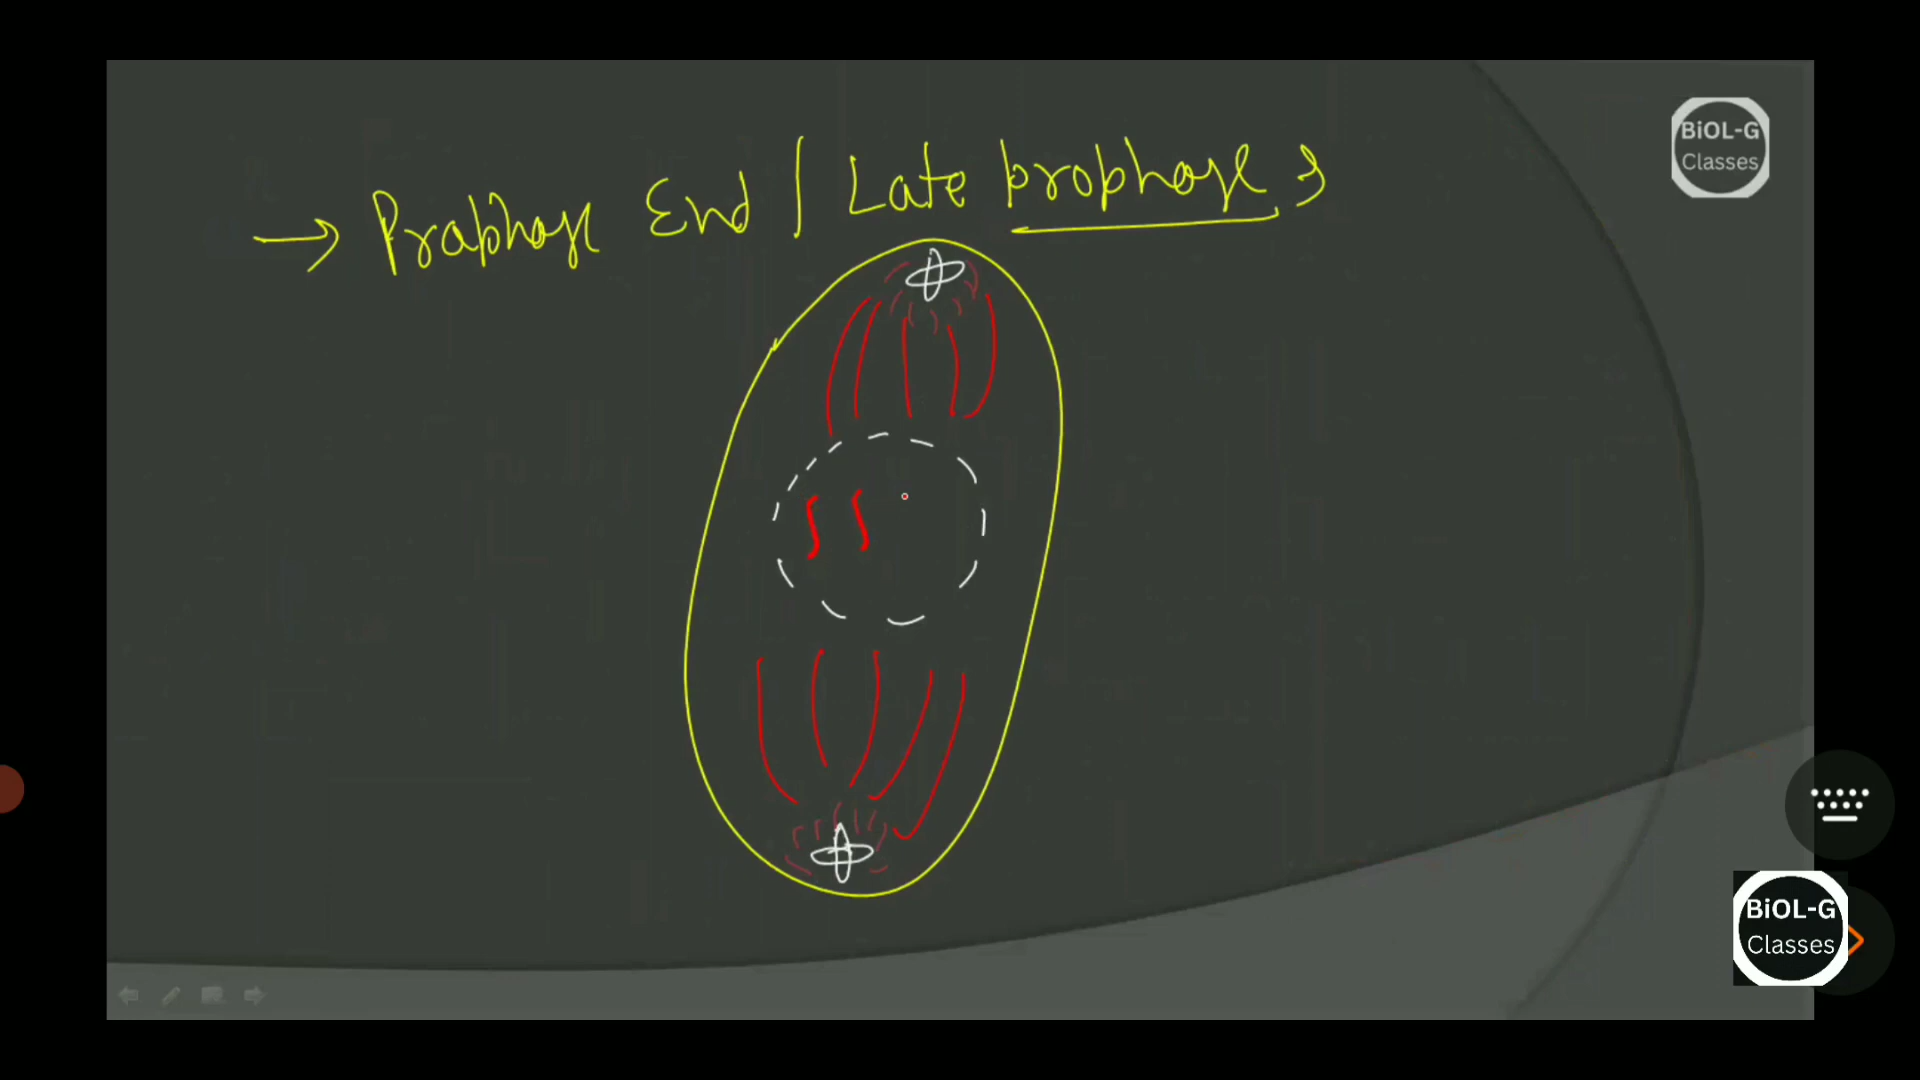 → Prophase End / Late prophase :
BiOL-G
Classes
BiOL-G
Classes